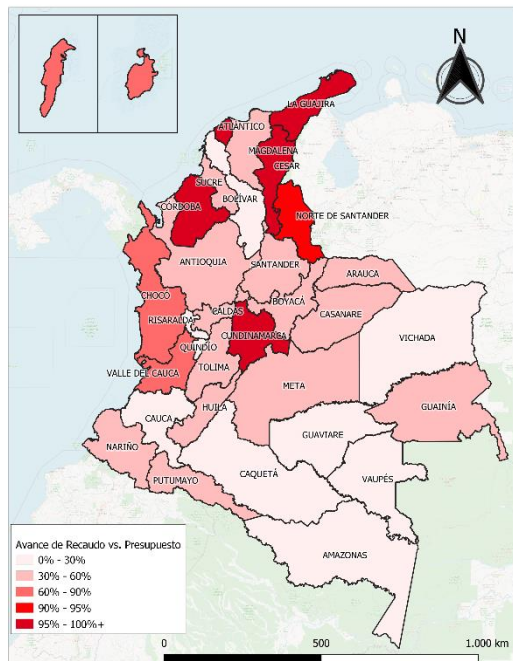 N
LA GUAJIRA
ATLÁNTICO
MAGDALENA
CESAR
SUCRE
NORTE DE SANTANDER
BOLÍVAR
CÓRDOBA
ANTIOQUIA
SANTANDER
ARAUCA
CHOCÓ
BOYACÁ
CALDAS
CASANARE
RISARALDA
CUNDINAMARCA
VICHADA
QUINDÍO
TOLIMA
VALLE DEL CAUCA
META
HUILA
GUAINÍA
CAUCA
GUAVIARE
NARIÑO
CAQUETÁ
VAUPÉS
PUTUMAYO
AMAZONAS
Avance de Recaudo vs. Presupuesto
0% - 30%
30% - 60%
60% - 90%
90% - 95%
95% - 100%+
0 500 1.000 km